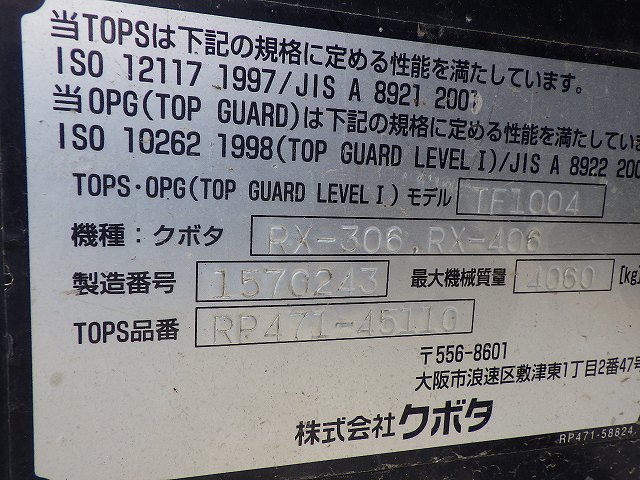 当TOPSは下記の規格に定める性能を満たしています。
ISO 12117 1997/JIS A 8921 2001
当OPG(TOP GUARD)は下記の規格に定める性能を満たしていま
ISO 10262 1998(TOP GUARD LEVEL I)/JIS A 8922 200
TOPS・OPG(TOP GUARD LEVEL I) モデル TF1004
機種：クボタ RX-306,RX-406
製造番号 1570243 最大機械質量 4060 [kg]
TOPS品番 RP471-45110
〒556-8601
大阪市浪速区敷津東1丁目2番47号
株式会社クボタ
RP471-58824